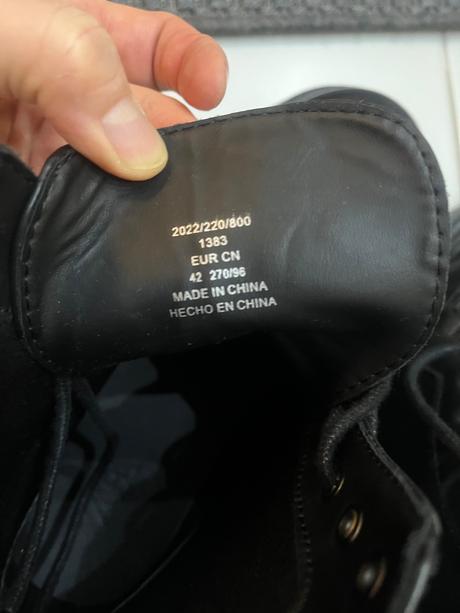 2022/220/800
1383
EUR CN
42 270/96
MADE IN CHINA
HECHO EN CHINA